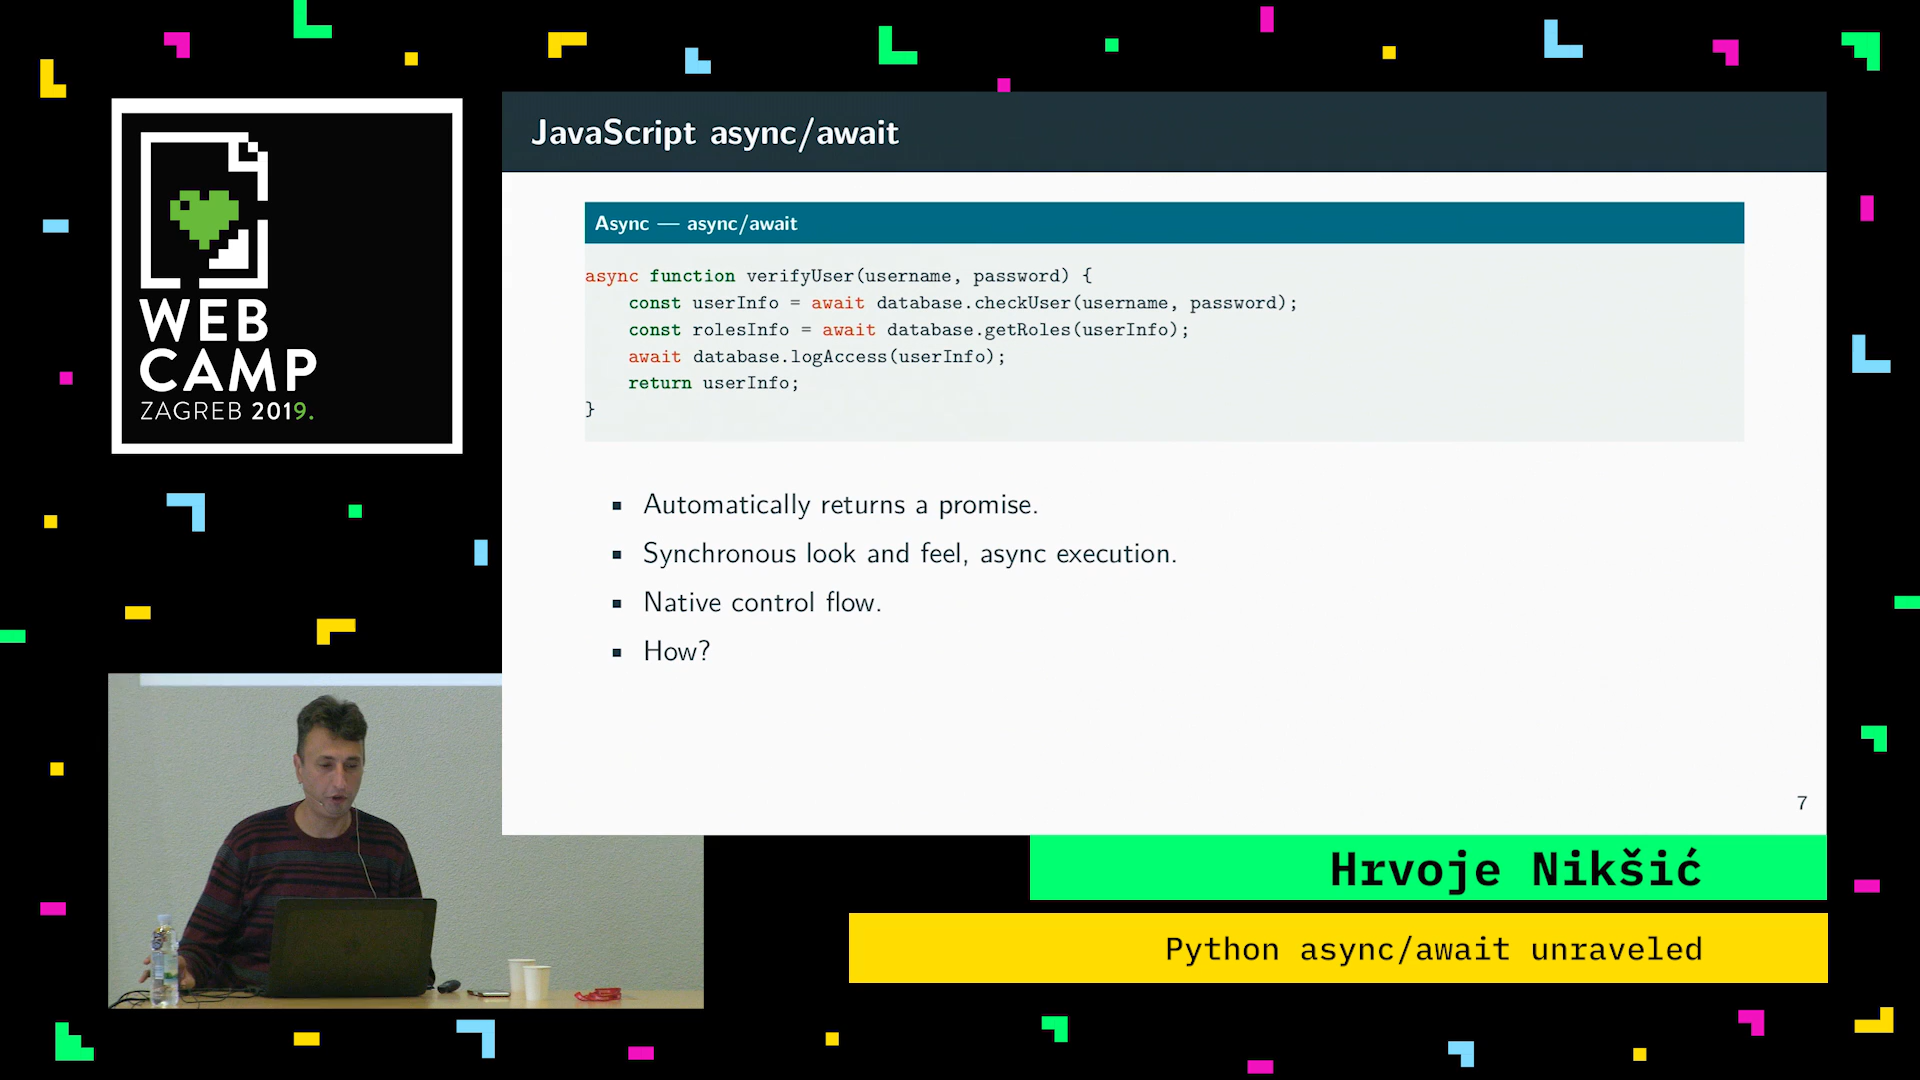 WEB
CAMP
ZAGREB 2019.
JavaScript async/await
Async — async/await
async function verifyUser(username, password) {
    const userInfo = await database.checkUser(username, password);
    const rolesInfo = await database.getRoles(userInfo);
    await database.logAccess(userInfo);
    return userInfo;
}
▪ Automatically returns a promise.
▪ Synchronous look and feel, async execution.
▪ Native control flow.
▪ How?
7
Hrvoje Nikšić
Python async/await unraveled